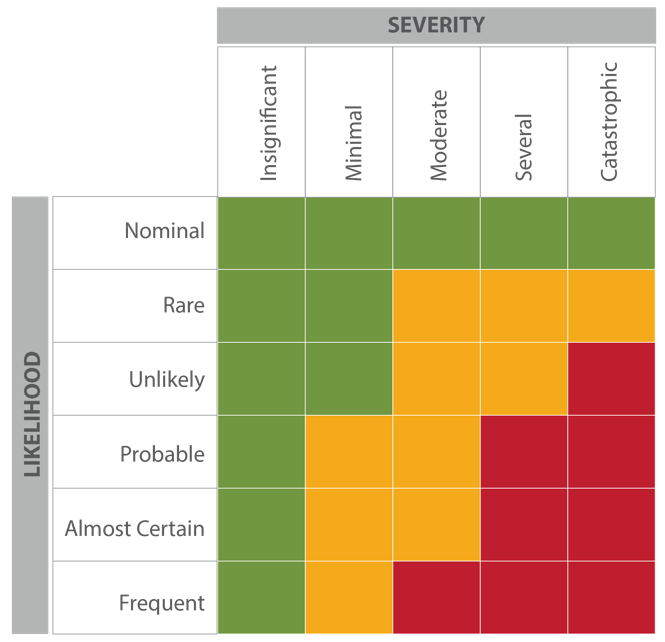 SEVERITY
Insignificant
Minimal
Moderate
Several
Catastrophic
LIKELIHOOD
Nominal
Rare
Unlikely
Probable
Almost Certain
Frequent